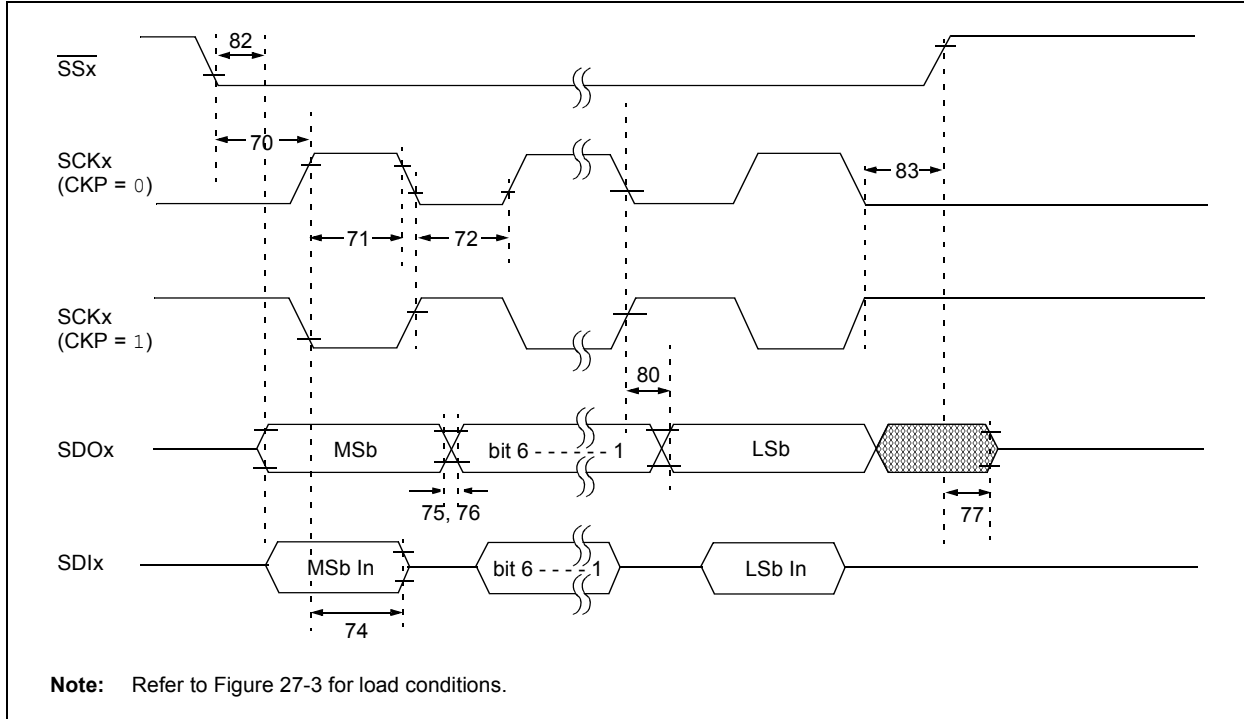 82
SSx
70
SCKx
(CKP = 0)
83
71
72
SCKx
(CKP = 1)
80
SDOx
MSb
bit 6 - - - - - - 1
LSb
75, 76
77
SDIx
MSb In
bit 6 - - - - 1
LSb In
74
Note: Refer to Figure 27-3 for load conditions.